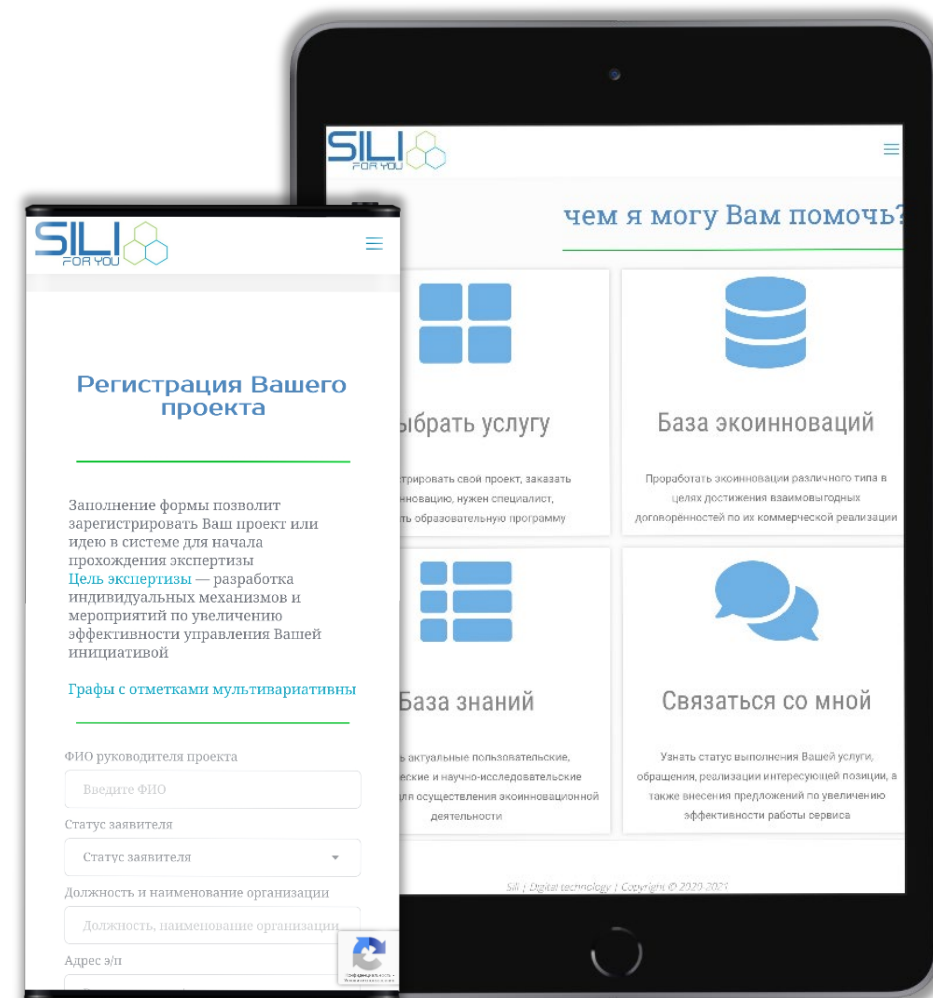 SILI
FOR YOU
Регистрация Вашего
проекта
Заполнение формы позволит
зарегистрировать Ваш проект или
идею в системе для начала
прохождения экспертизы
Цель экспертизы — разработка
индивидуальных механизмов и
мероприятий по увеличению
эффективности управления Вашей
инициативой
Графы с отметками мультивариативны
ФИО руководителя проекта
Введите ФИО
Статус заявителя
Статус заявителя
Должность и наименование организации
Должность, наименование организации
Адрес э/п
SILI
FOR YOU
чем я могу Вам помочь?
ыбрать услугу
трировать свой проект, заказать
нновацию, нужен специалист,
ть образовательную программу
База экоинноваций
Проработать экоинновации различного типа в
целях достижения взаимовыгодных
договорённостей по их коммерческой реализации
База знаний
ь актуальные пользовательские,
еские и научно-исследовательские
ля осуществления экоинновационной
деятельности
Связаться со мной
Узнать статус выполнения Вашей услуги,
обращения, реализации интересующей позиции, а
также внесения предложений по увеличению
эффективности работы сервиса
Sili | Digital technology | Copyright © 2020-2021